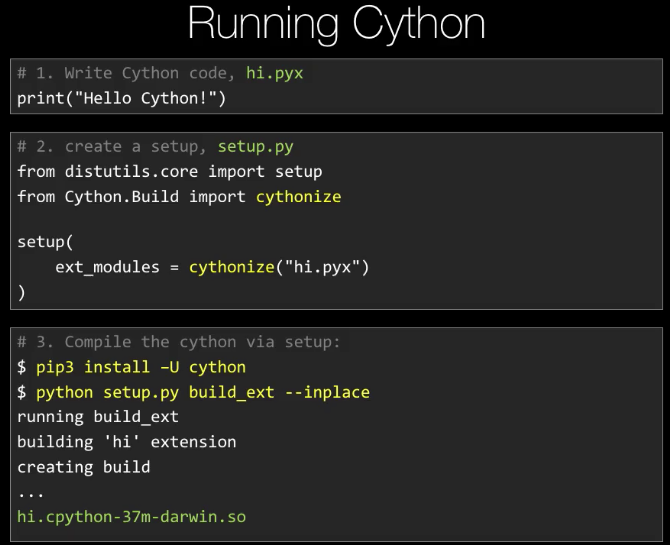 Running Cython
# 1. Write Cython code, hi.pyx
print("Hello Cython!")
# 2. create a setup, setup.py
from distutils.core import setup
from Cython.Build import cythonize
setup(
    ext_modules = cythonize("hi.pyx")
)
# 3. Compile the cython via setup:
$ pip3 install –U cython
$ python setup.py build_ext --inplace
running build_ext
building 'hi' extension
creating build
...
hi.cpython-37m-darwin.so